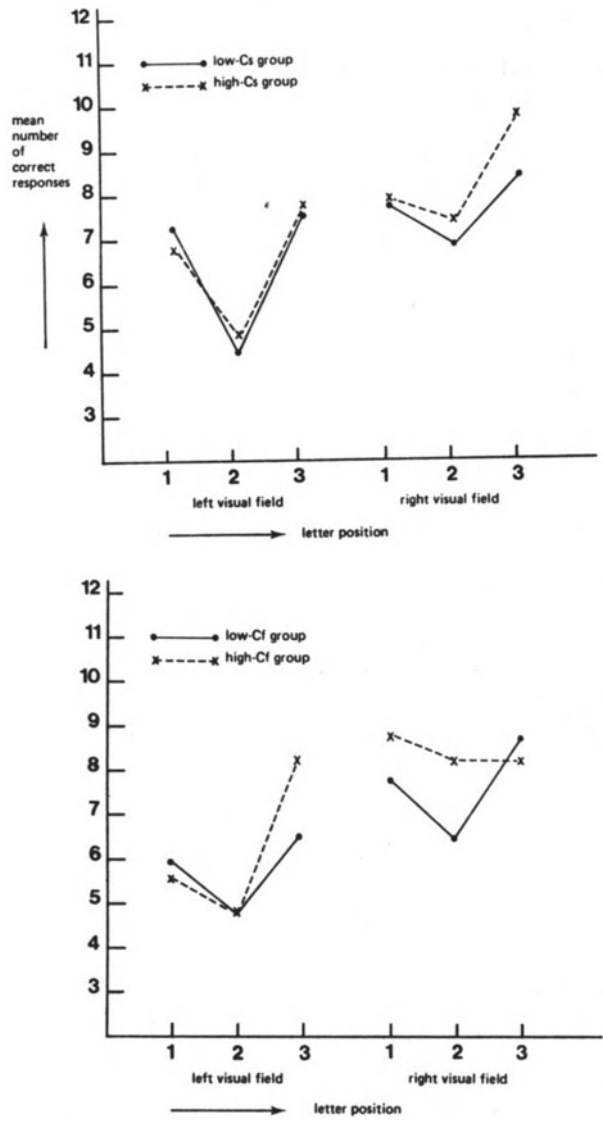 12
low-Cs group
11
high-Cs group
10
mean
number
of
correct
responses
9
8
7
6
5
4
3
1 2 3 1 2 3
left visual field right visual field
letter position
12
11
low-Cf group
high-Cf group
10
9
8
7
6
5
4
3
1 2 3 1 2 3
left visual field right visual field
letter position